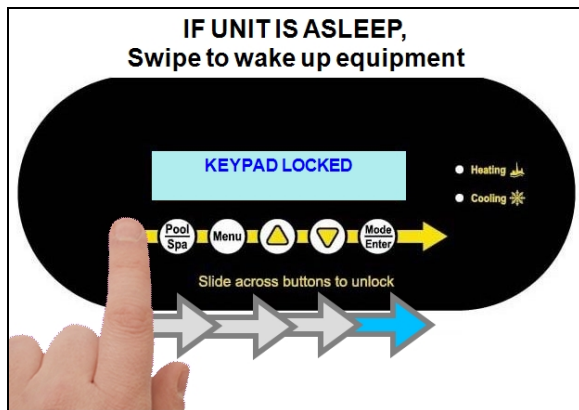 IF UNIT IS ASLEEP,
Swipe to wake up equipment
KEYPAD LOCKED
Heating
Cooling
Pool
Spa
Menu
Mode
Enter
Slide across buttons to unlock